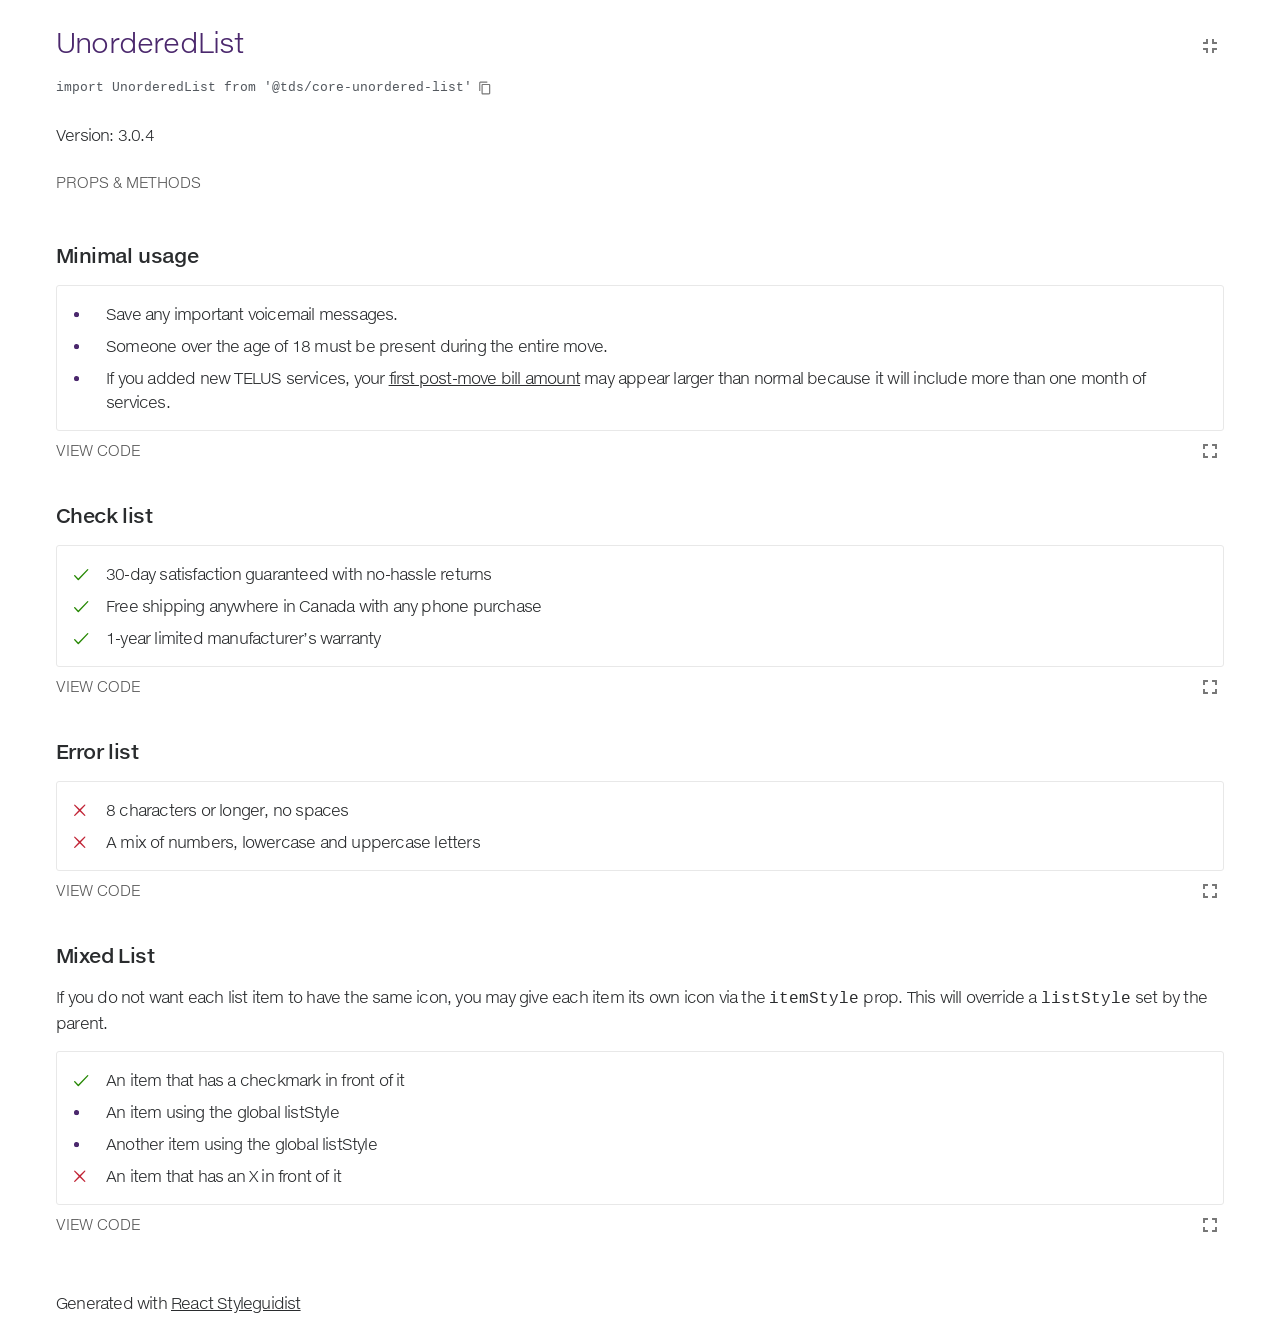 UnorderedList
import UnorderedList from '@tds/core-unordered-list'
Version: 3.0.4
PROPS & METHODS
Minimal usage
Save any important voicemail messages.
Someone over the age of 18 must be present during the entire move.
If you added new TELUS services, your first post-move bill amount may appear larger than normal because it will include more than one month of
services.
VIEW CODE
Check list
30-day satisfaction guaranteed with no-hassle returns
Free shipping anywhere in Canada with any phone purchase
1-year limited manufacturer’s warranty
VIEW CODE
Error list
8 characters or longer, no spaces
A mix of numbers, lowercase and uppercase letters
VIEW CODE
Mixed List
If you do not want each list item to have the same icon, you may give each item its own icon via the itemStyle prop. This will override a listStyle set by the
parent.
An item that has a checkmark in front of it
An item using the global listStyle
Another item using the global listStyle
An item that has an X in front of it
VIEW CODE
Generated with React Styleguidist